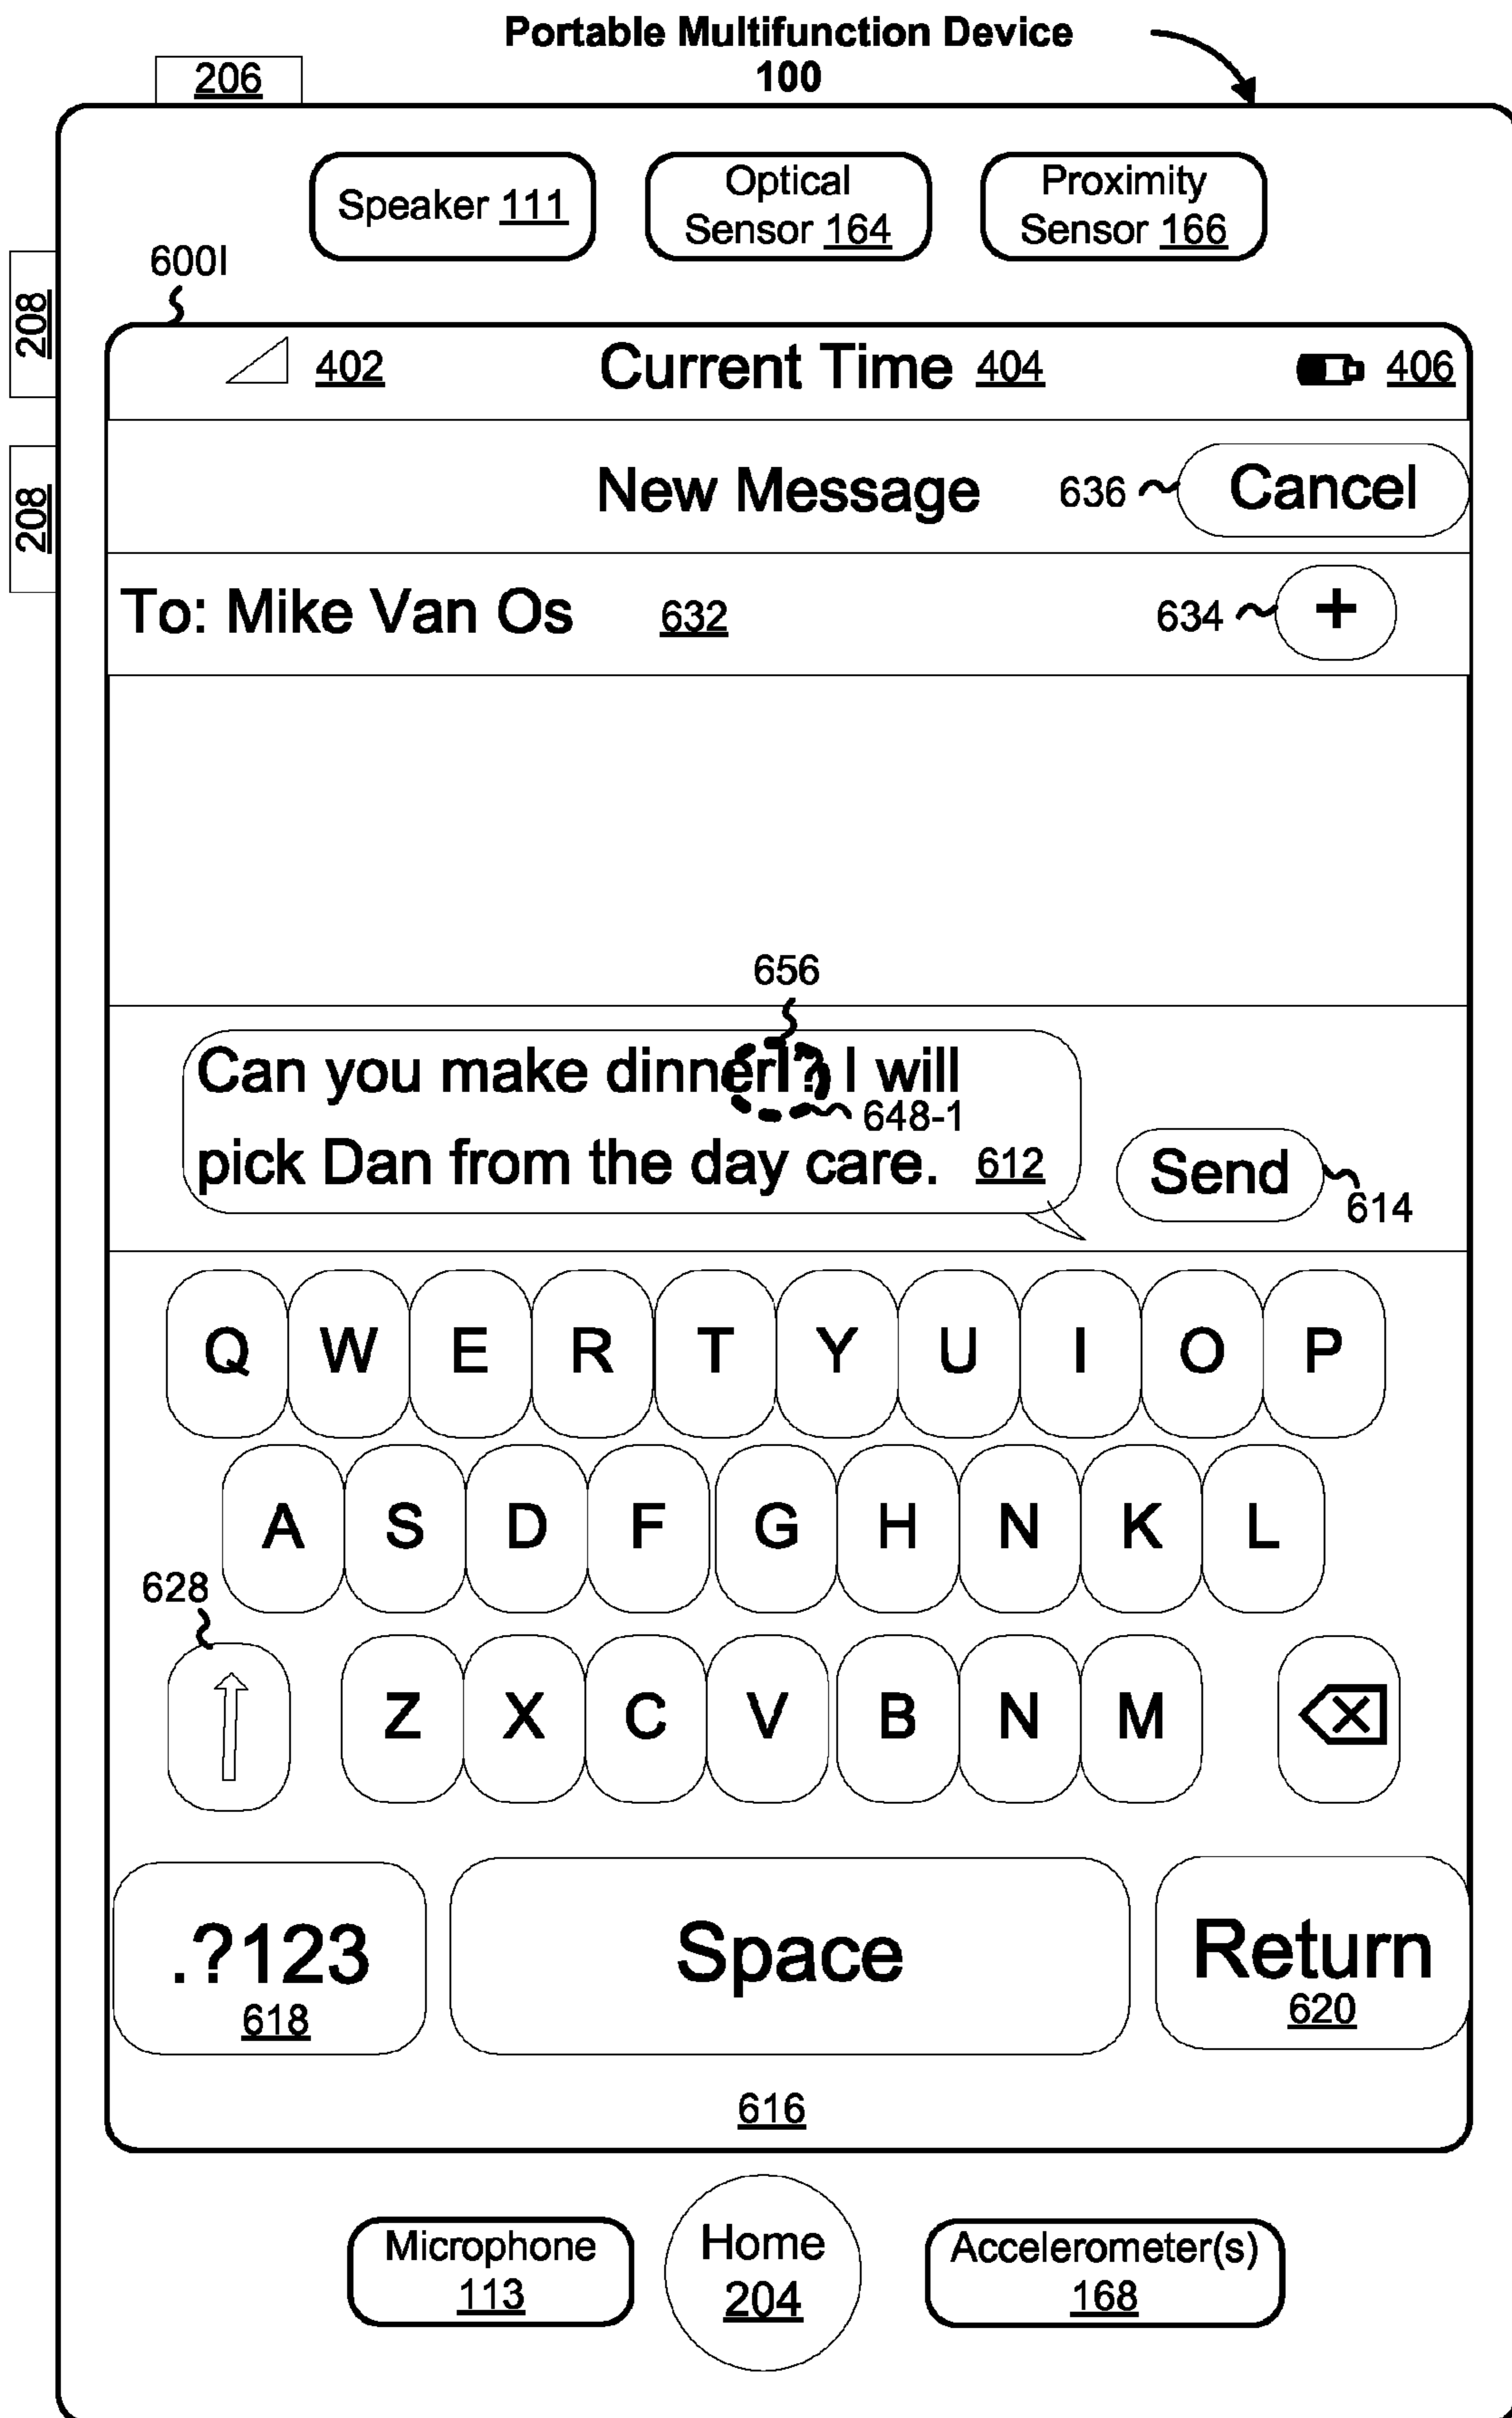 Portable Multifunction Device
100
206
Speaker 111
Optical
Sensor 164
Proximity
Sensor 166
208
208
600I
402
Current Time 404
406
New Message
636
Cancel
To: Mike Van Os
632
634
+
656
Can you make dinner? I will
648-1
pick Dan from the day care.
612
Send
614
Q W E R T Y U I O P
A S D F G H N K L
628
Z X C V B N M
.?123
618
Space
Return
620
616
Microphone
113
Home
204
Accelerometer(s)
168